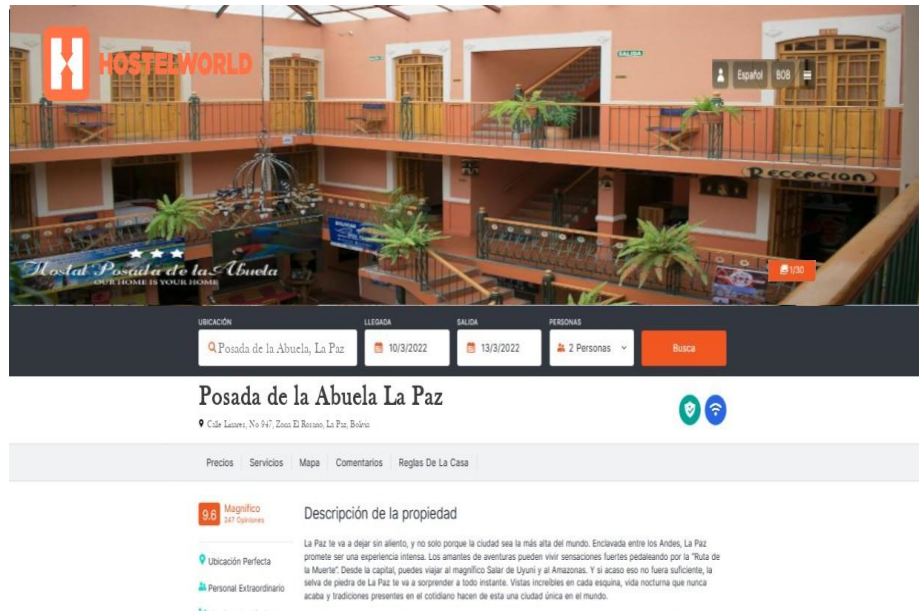 HOSTELWORLD
SALIDA
Español BOB
RECEPCION
Hostal Posada de la Abuela
OUR HOME IS YOUR HOME
1/30
UBICACIÓN LLEGADA SALIDA PERSONAS
Posada de la Abuela, La Paz 10/3/2022 13/3/2022 2 Personas Busca
Posada de la Abuela La Paz
Calle Linares, No 947, Zona El Rosario, La Paz, Bolivia
Precios Servicios Mapa Comentarios Reglas De La Casa
9.6 Magnífico
247 Opiniones
Descripción de la propiedad
La Paz te va a dejar sin aliento, y no solo porque la ciudad sea la más alta del mundo. Enclavada entre los Andes, La Paz
promete ser una experiencia intensa. Los amantes de aventuras pueden vivir sensaciones fuertes pedaleando por la "Ruta de
la Muerte". Desde la capital, puedes viajar al magnífico Salar de Uyuni y al Amazonas. Y si acaso eso no fuera suficiente, la
selva de piedra de La Paz te va a sorprender a todo instante. Vistas increíbles en cada esquina, vida nocturna que nunca
acaba y tradiciones presentes en el cotidiano hacen de esta una ciudad única en el mundo.
Ubicación Perfecta
Personal Extraordinario